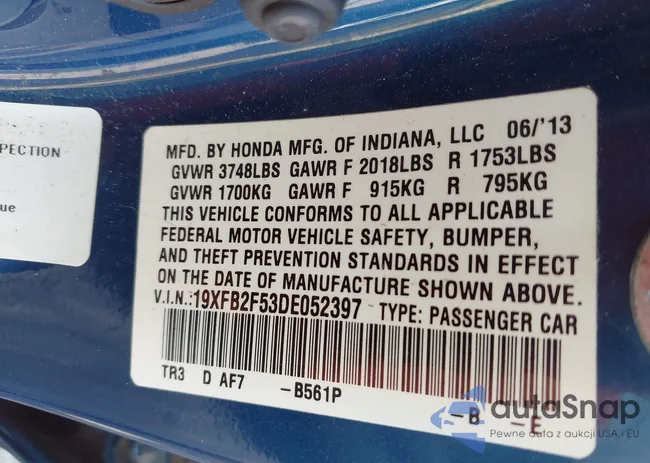 PECTION
ue
MFD. BY HONDA MFG. OF INDIANA, LLC 06/'13
GVWR 3748LBS GAWR F 2018LBS R 1753LBS
GVWR 1700KG GAWR F 915KG R 795KG
THIS VEHICLE CONFORMS TO ALL APPLICABLE
FEDERAL MOTOR VEHICLE SAFETY, BUMPER,
AND THEFT PREVENTION STANDARDS IN EFFECT
ON THE DATE OF MANUFACTURE SHOWN ABOVE.
V.I.N.:19XFB2F53DE052397 TYPE: PASSENGER CAR
TR3 D AF7 -B561P -B -E
autaSnap
Pewne auta z aukcji USA i EU